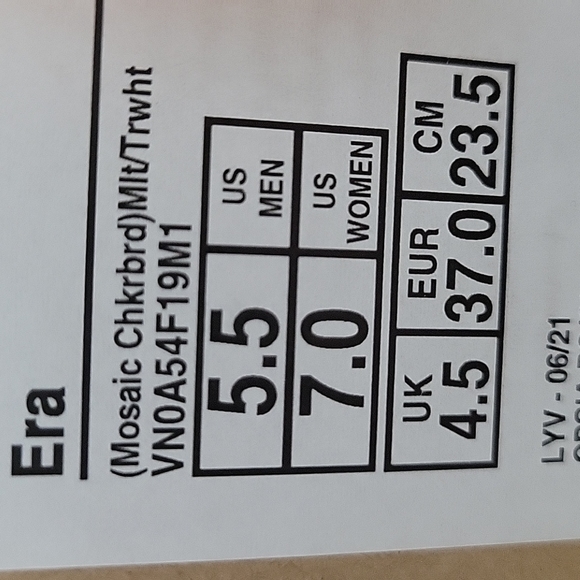 Era
(Mosaic Chkrbrd)Mlt/Trwht
VN0A54F19M1
5.5 US MEN
7.0 US WOMEN
UK EUR CM
4.5 37.0 23.5
LYV - 06/21